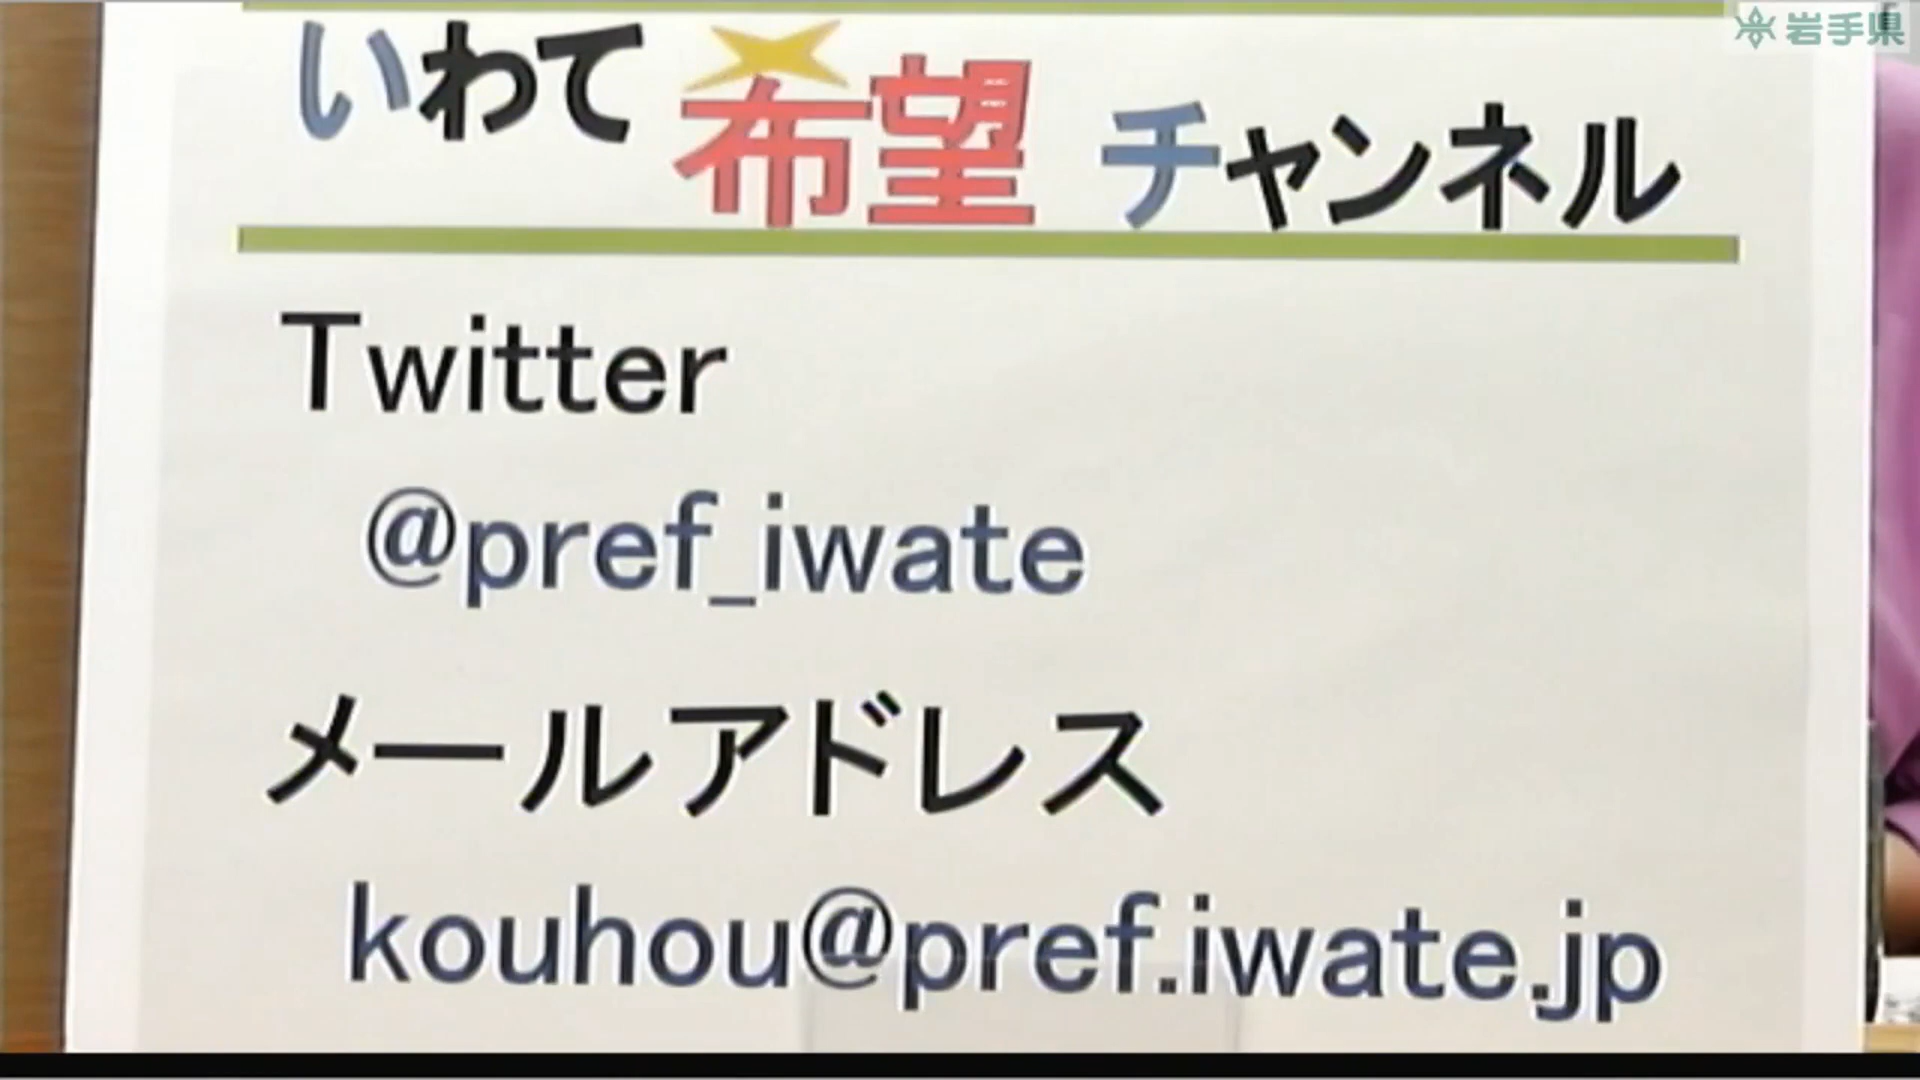 岩手県
いわて希望チャンネル
Twitter
@pref_iwate
メールアドレス
kouhou@pref.iwate.jp